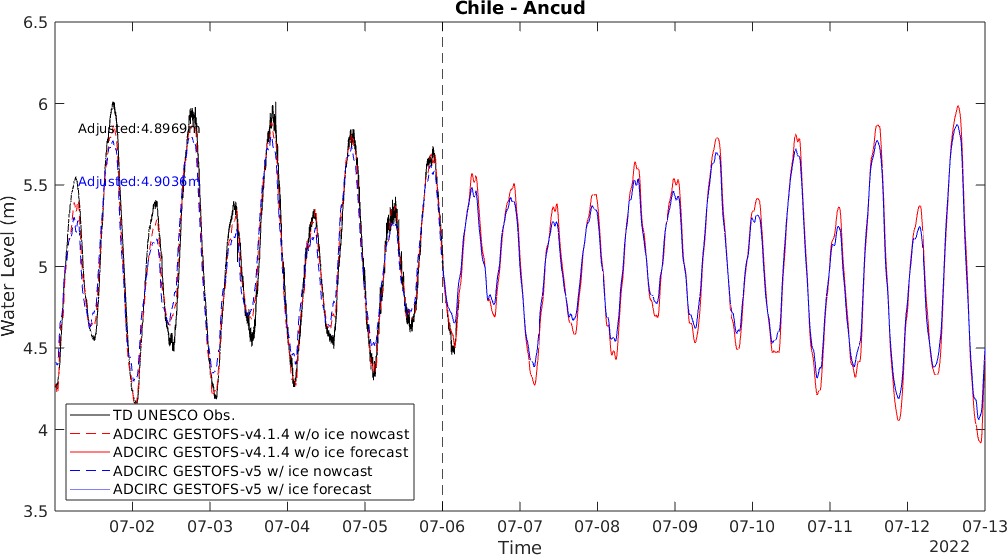 Chile - Ancud
6.5
6
5.5
5
4.5
4
3.5
Water Level (m)
Adjusted:4.8969m
Adjusted:4.9036m
TD UNESCO Obs.
ADCIRC GESTOFS-v4.1.4 w/o ice nowcast
ADCIRC GESTOFS-v4.1.4 w/o ice forecast
ADCIRC GESTOFS-v5 w/ ice nowcast
ADCIRC GESTOFS-v5 w/ ice forecast
07-02 07-03 07-04 07-05 07-06 07-07 07-08 07-09 07-10 07-11 07-12 07-13
Time
2022